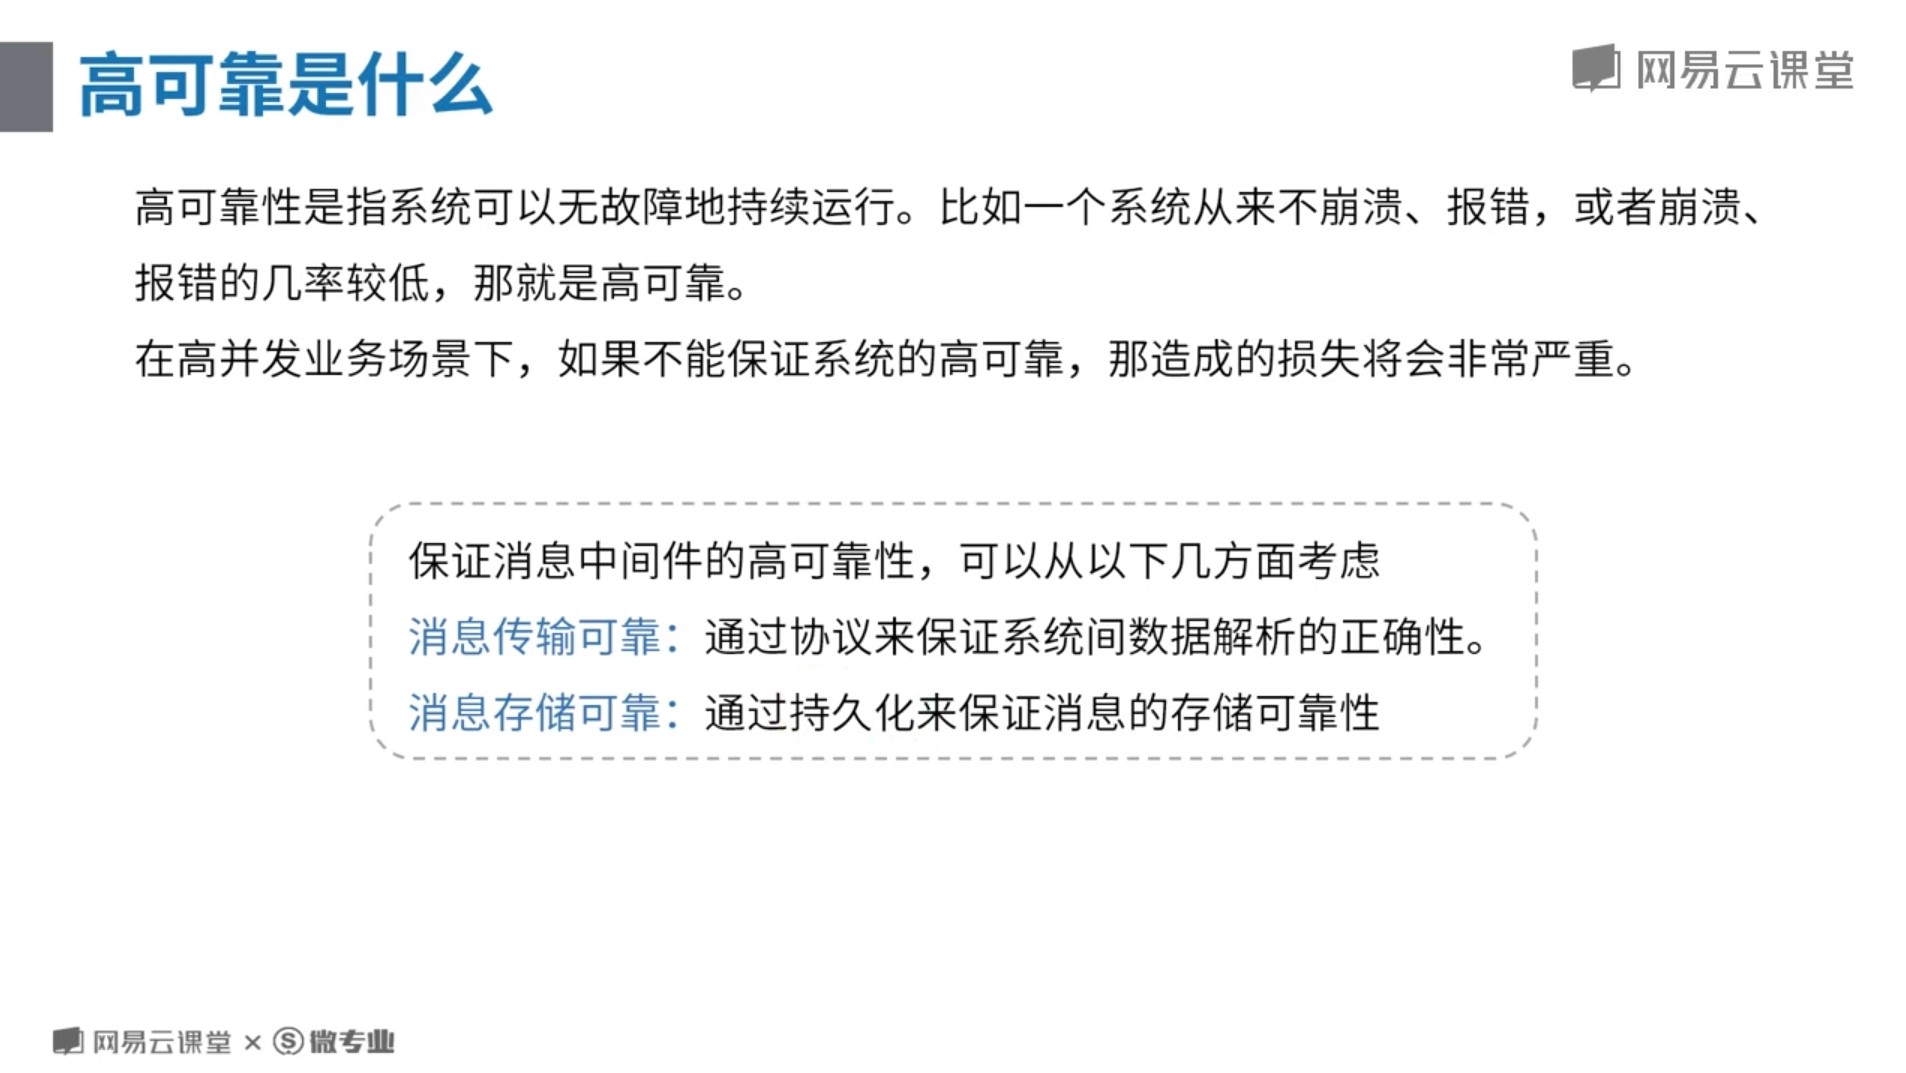 高可靠是什么
网易云课堂
高可靠性是指系统可以无故障地持续运行。比如一个系统从来不崩溃、报错，或者崩溃、
报错的几率较低，那就是高可靠。
在高并发业务场景下，如果不能保证系统的高可靠，那造成的损失将会非常严重。
保证消息中间件的高可靠性，可以从以下几方面考虑
消息传输可靠：通过协议来保证系统间数据解析的正确性。
消息存储可靠：通过持久化来保证消息的存储可靠性
网易云课堂 × 微专业